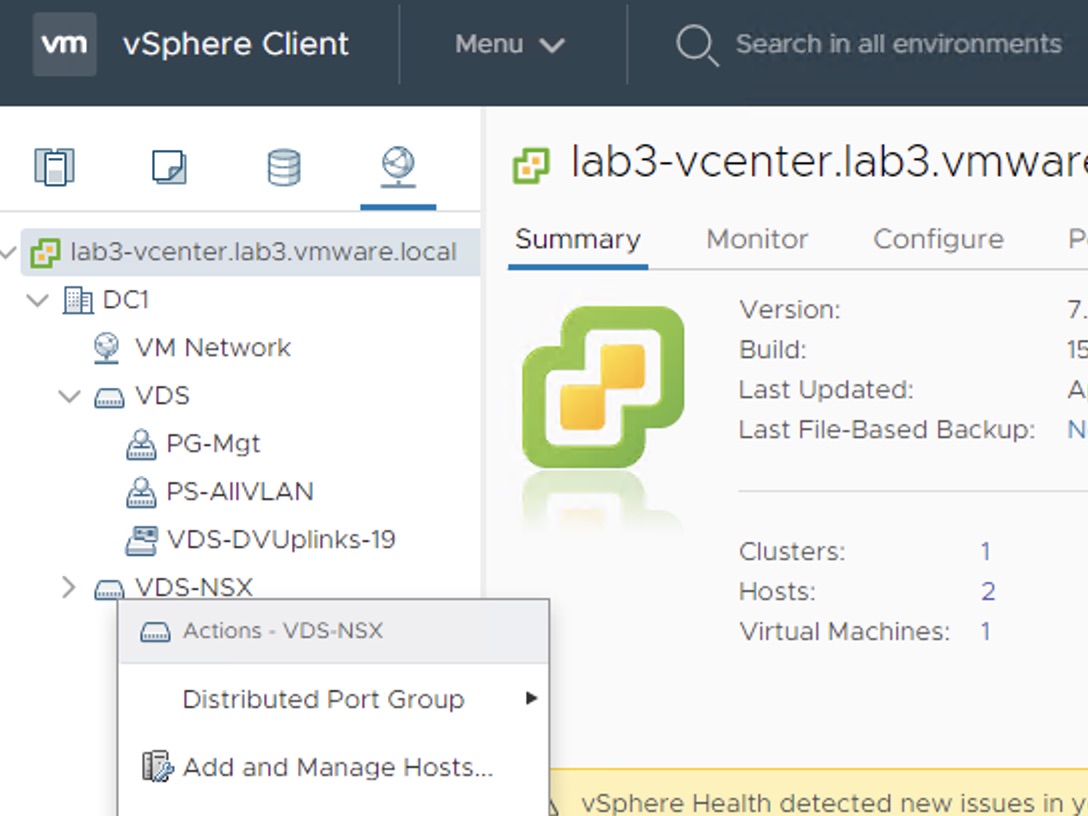 vm vSphere Client Menu Search in all environments
lab3-vcenter.lab3.vmware
Summary Monitor Configure
lab3-vcenter.lab3.vmware.local
DC1
VM Network
VDS
PG-Mgt
PS-AllVLAN
VDS-DVUplinks-19
VDS-NSX
Actions - VDS-NSX
Distributed Port Group
Add and Manage Hosts...
Version: 7.
Build: 15
Last Updated:
Last File-Based Backup:
Clusters: 1
Hosts: 2
Virtual Machines: 1
vSphere Health detected new issues in